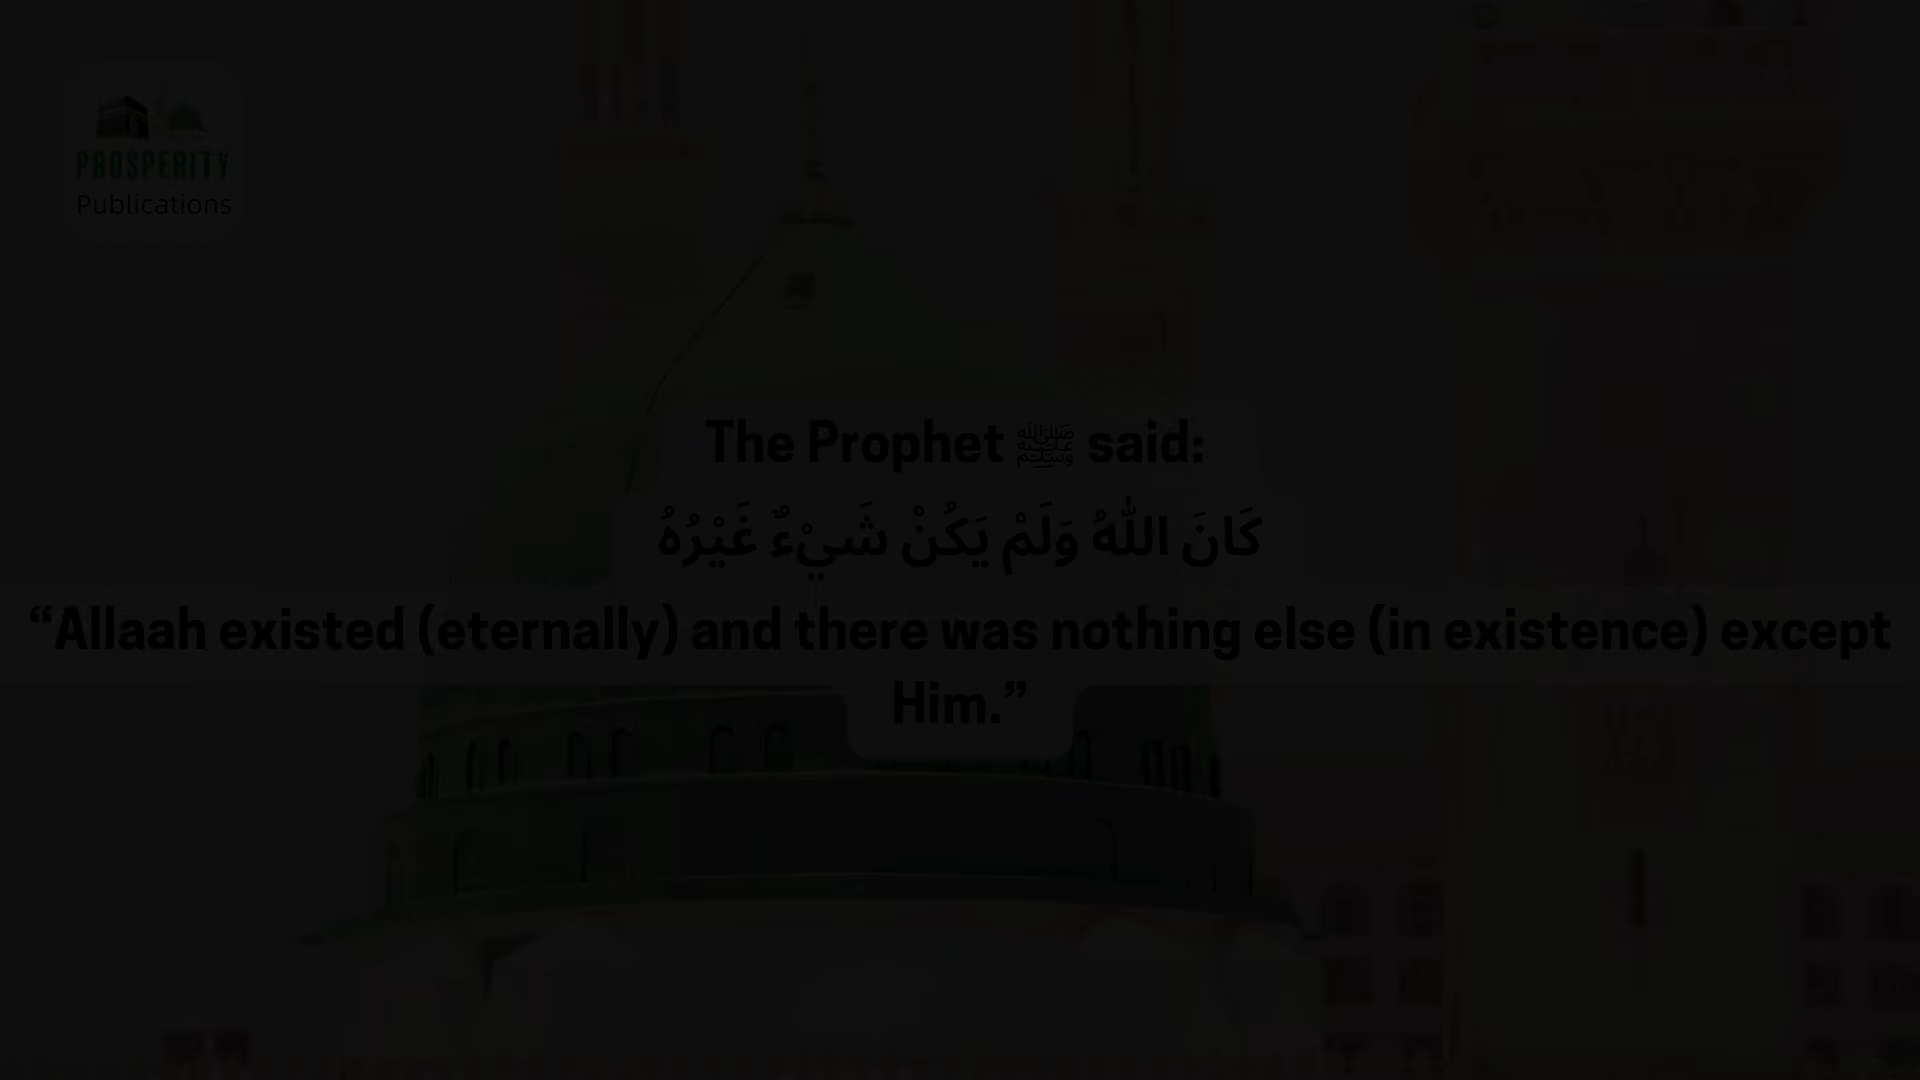 PROSPERITY
Publications
The Prophet ﷺ said:
كَانَ اللهُ وَلَمْ يَكُنْ شَيْءٌ غَيْرُهُ
“Allaah existed (eternally) and there was nothing else (in existence) except
Him.”